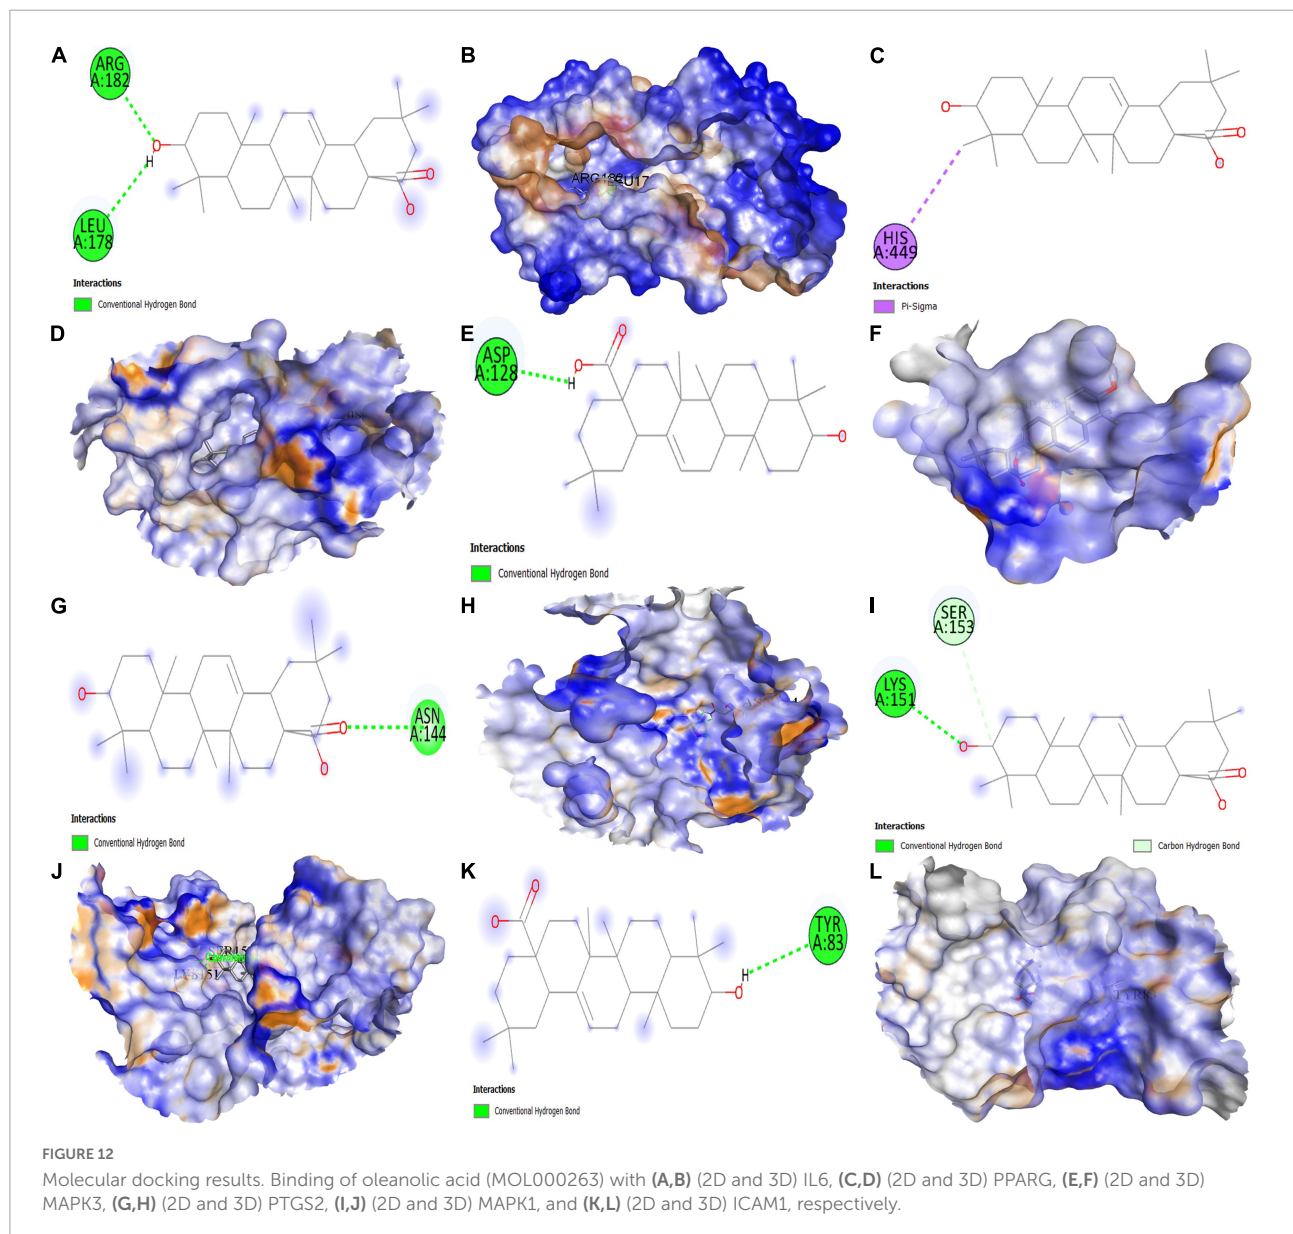 A
ARG
A:182
O
H
LEU
A:178
O
O
Interactions
Conventional Hydrogen Bond
B
C
O
O
O
HIS
A:449
Interactions
Pi-Sigma
D
E
ASP
A:128
O
O
H
O
Interactions
Conventional Hydrogen Bond
F
G
O
O
O
ASN
A:144
Interactions
Conventional Hydrogen Bond
H
I
SER
A:153
LYS
A:151
O
O
O
Interactions
Conventional Hydrogen Bond
Carbon Hydrogen Bond
J
LYS151
K
O
O
H
O
TYR
A:83
Interactions
Conventional Hydrogen Bond
L
FIGURE 12
Molecular docking results. Binding of oleanolic acid (MOL000263) with (A,B) (2D and 3D) IL6, (C,D) (2D and 3D) PPARG, (E,F) (2D and 3D)
MAPK3, (G,H) (2D and 3D) PTGS2, (I,J) (2D and 3D) MAPK1, and (K,L) (2D and 3D) ICAM1, respectively.